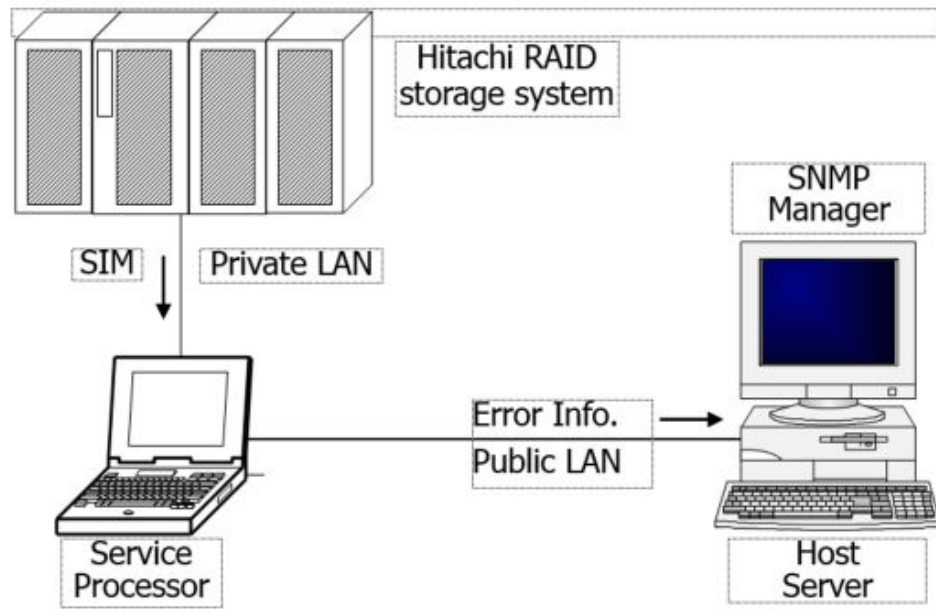 Hitachi RAID
storage system
SNMP
Manager
SIM
Private LAN
Error Info.
Public LAN
Service
Processor
Host
Server